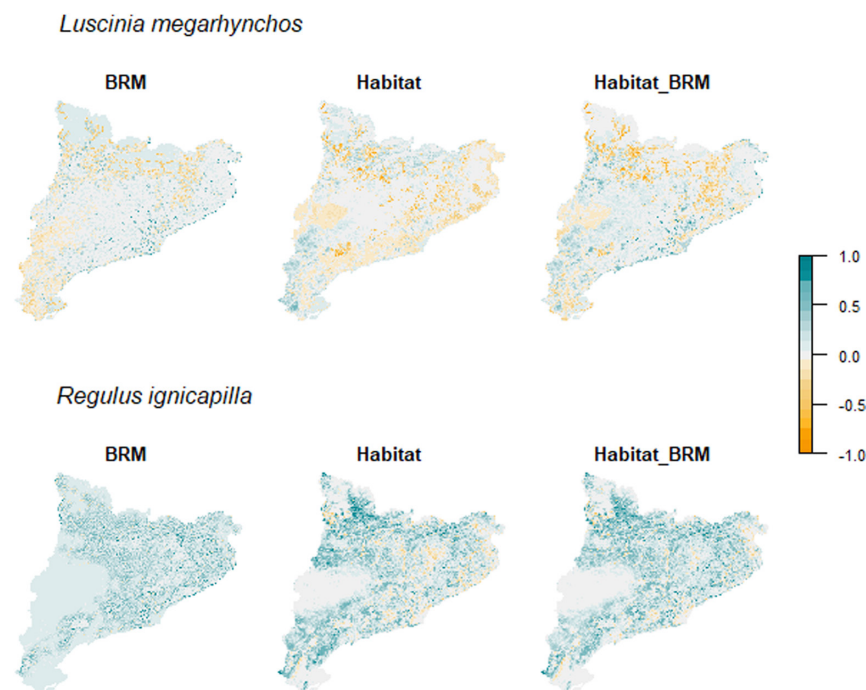 Luscinia megarhynchos
BRM Habitat Habitat_BRM
1.0
0.5
0.0
-0.5
-1.0
Regulus ignicapilla
BRM Habitat Habitat_BRM